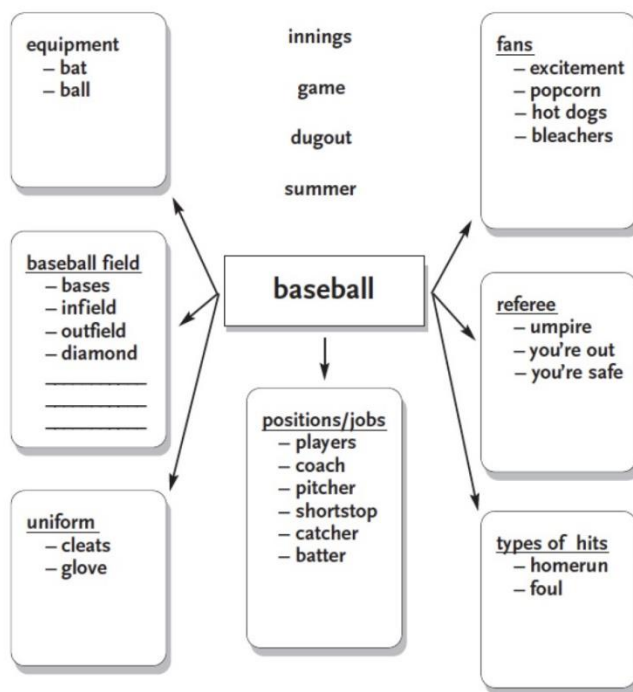 equipment
– bat
– ball
innings
game
dugout
summer
fans
– excitement
– popcorn
– hot dogs
– bleachers
baseball field
– bases
– infield
– outfield
– diamond
baseball
referee
– umpire
– you're out
– you're safe
positions/jobs
– players
– coach
– pitcher
– shortstop
– catcher
– batter
uniform
– cleats
– glove
types of hits
– homerun
– foul